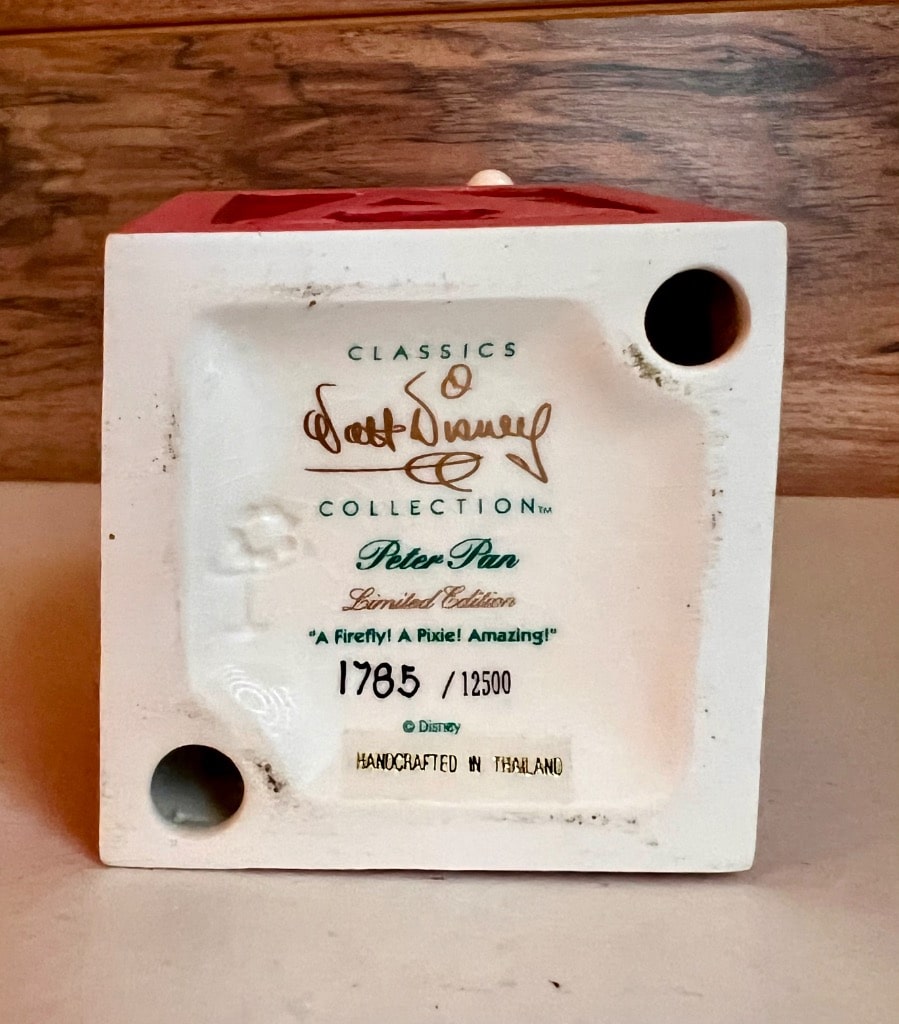 CLASSICS
Walt Disney
COLLECTION™
Peter Pan
Limited Edition
"A Firefly! A Pixie! Amazing!"
1785 / 12500
© Disney
HANDCRAFTED IN THAILAND